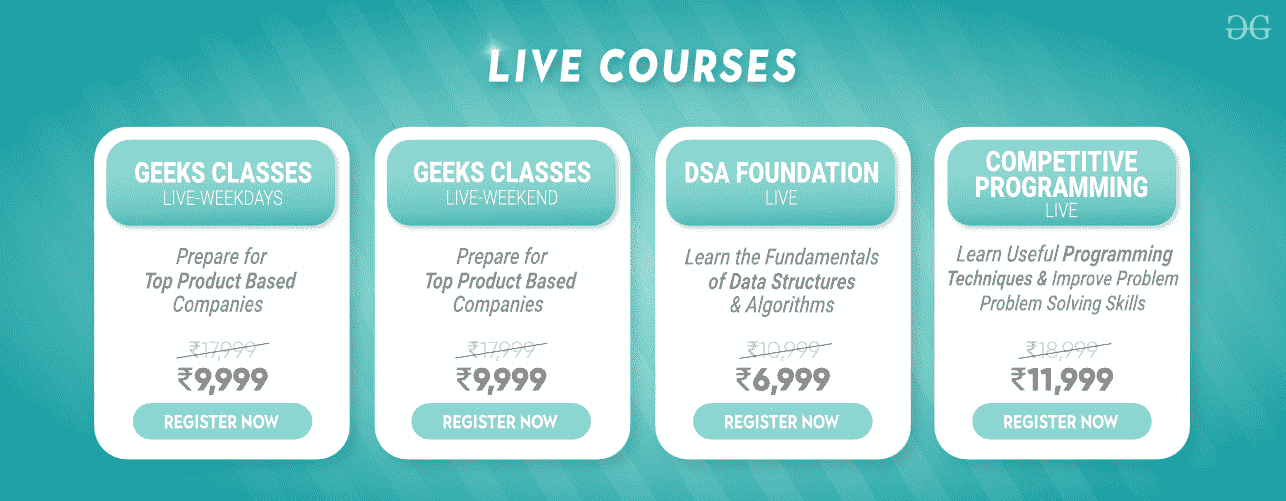 GG
LIVE COURSES
GEEKS CLASSES
LIVE-WEEKDAYS
Prepare for
Top Product Based
Companies
₹17,999
₹9,999
REGISTER NOW
GEEKS CLASSES
LIVE-WEEKEND
Prepare for
Top Product Based
Companies
₹17,999
₹9,999
REGISTER NOW
DSA FOUNDATION
LIVE
Learn the Fundamentals
of Data Structures
& Algorithms
₹10,999
₹6,999
REGISTER NOW
COMPETITIVE
PROGRAMMING
LIVE
Learn Useful Programming
Techniques & Improve Problem
Problem Solving Skills
₹18,999
₹11,999
REGISTER NOW